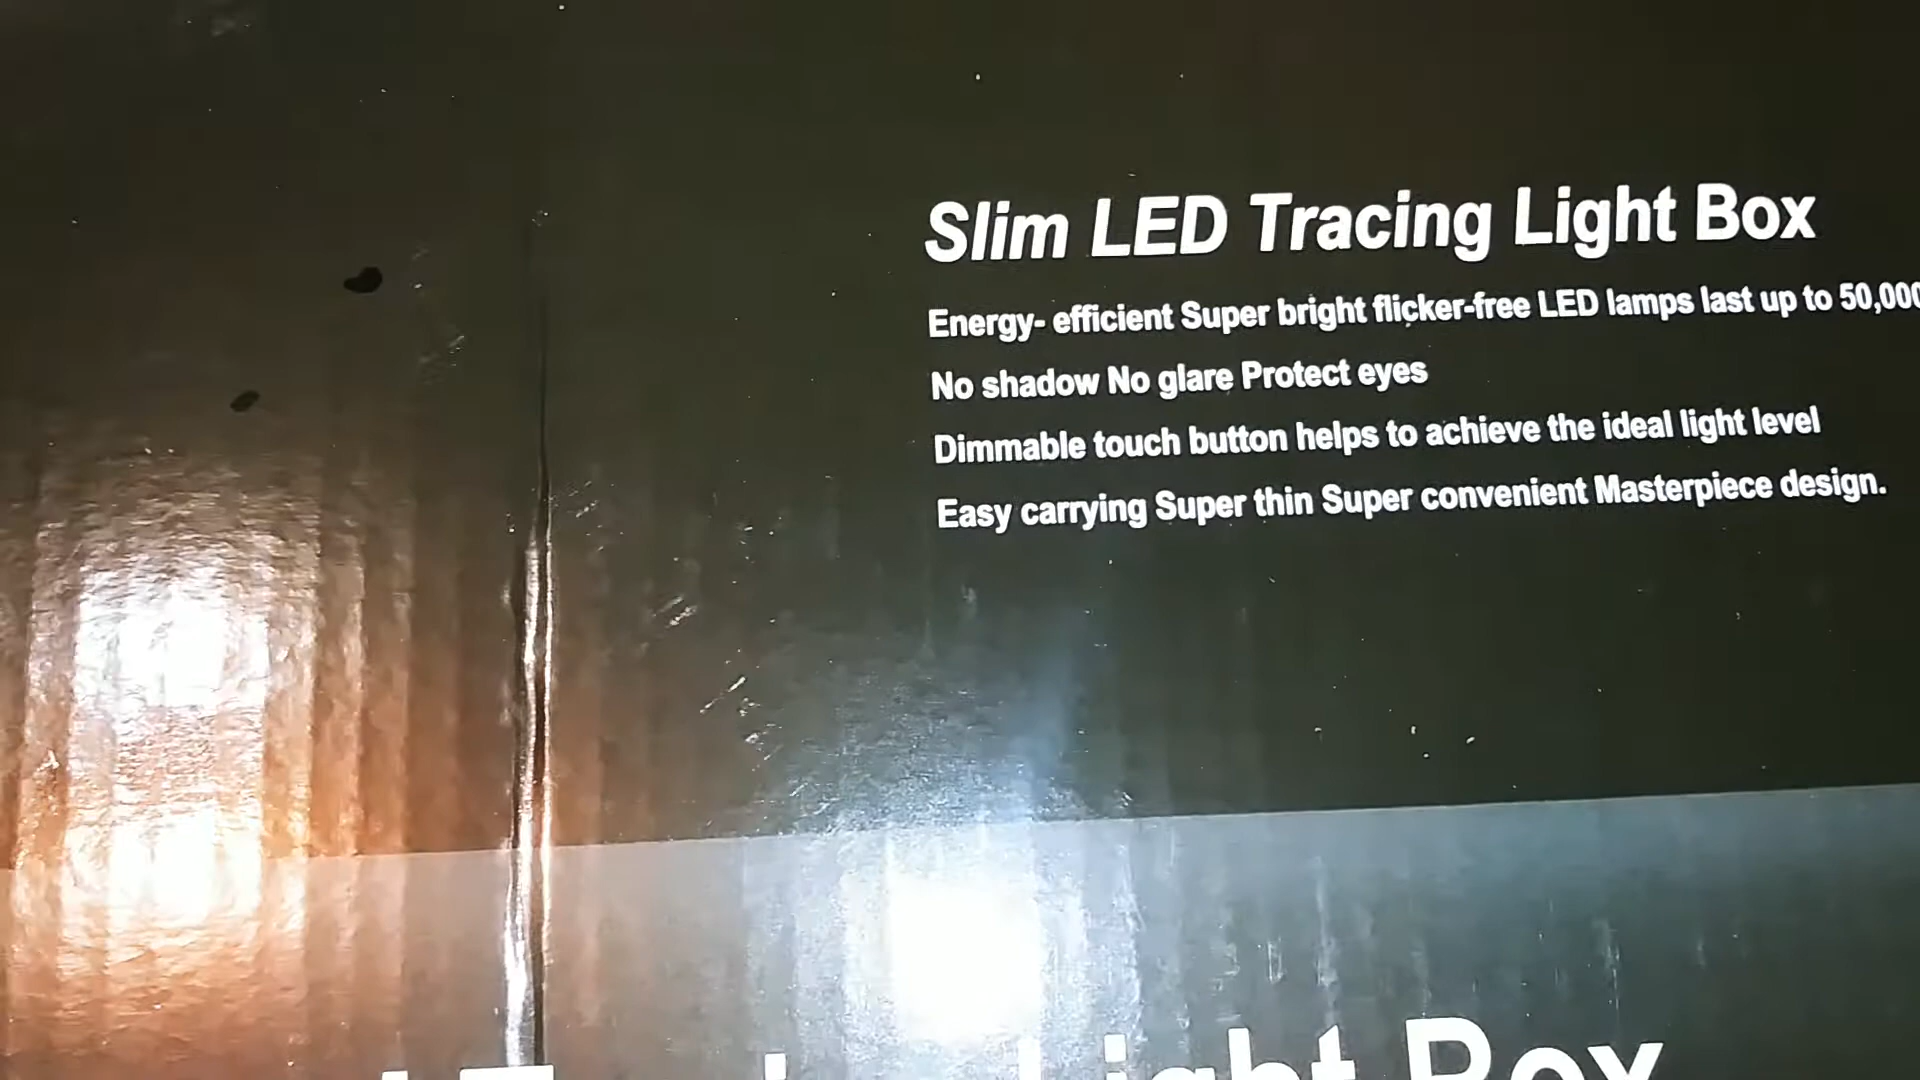 Slim LED Tracing Light Box
Energy- efficient Super bright flicker-free LED lamps last up to 50,000
No shadow No glare Protect eyes
Dimmable touch button helps to achieve the ideal light level
Easy carrying Super thin Super convenient Masterpiece design.
Light Box